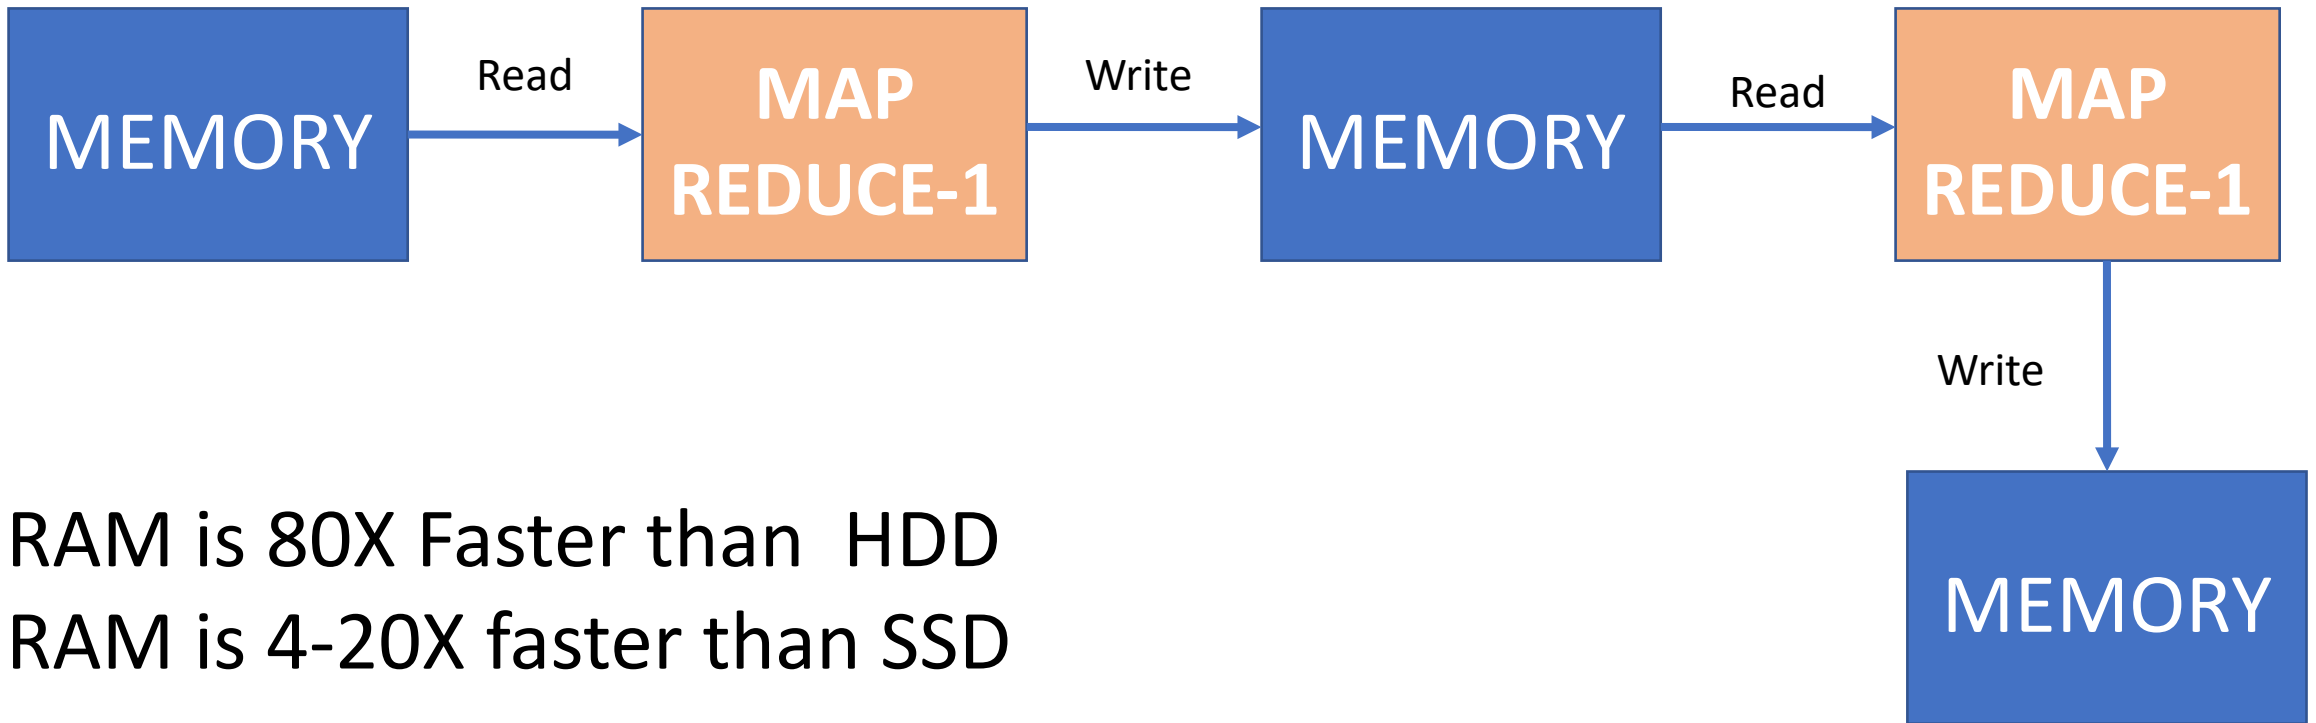 MEMORY
Read
MAP
REDUCE-1
Write
MEMORY
Read
MAP
REDUCE-1
Write
MEMORY
RAM is 80X Faster than  HDD
RAM is 4-20X faster than SSD